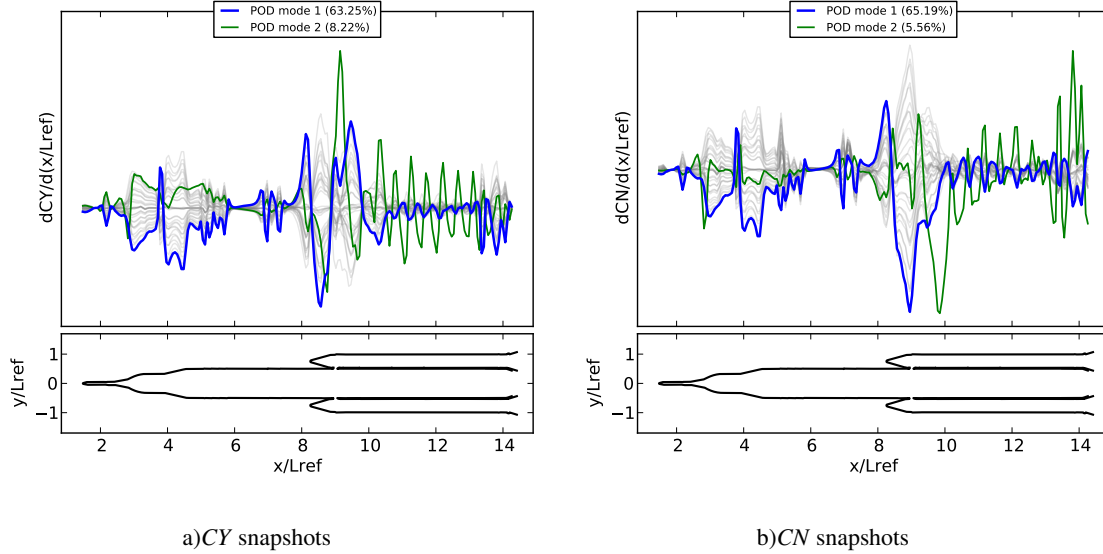 POD mode 1 (63.25%)
POD mode 2 (8.22%)
dCY/d(x/Lref)
y/Lref
1
0
−1
2 4 6 8 10 12 14
x/Lref
a)CY snapshots
POD mode 1 (65.19%)
POD mode 2 (5.56%)
dCN/d(x/Lref)
y/Lref
1
0
−1
2 4 6 8 10 12 14
x/Lref
b)CN snapshots